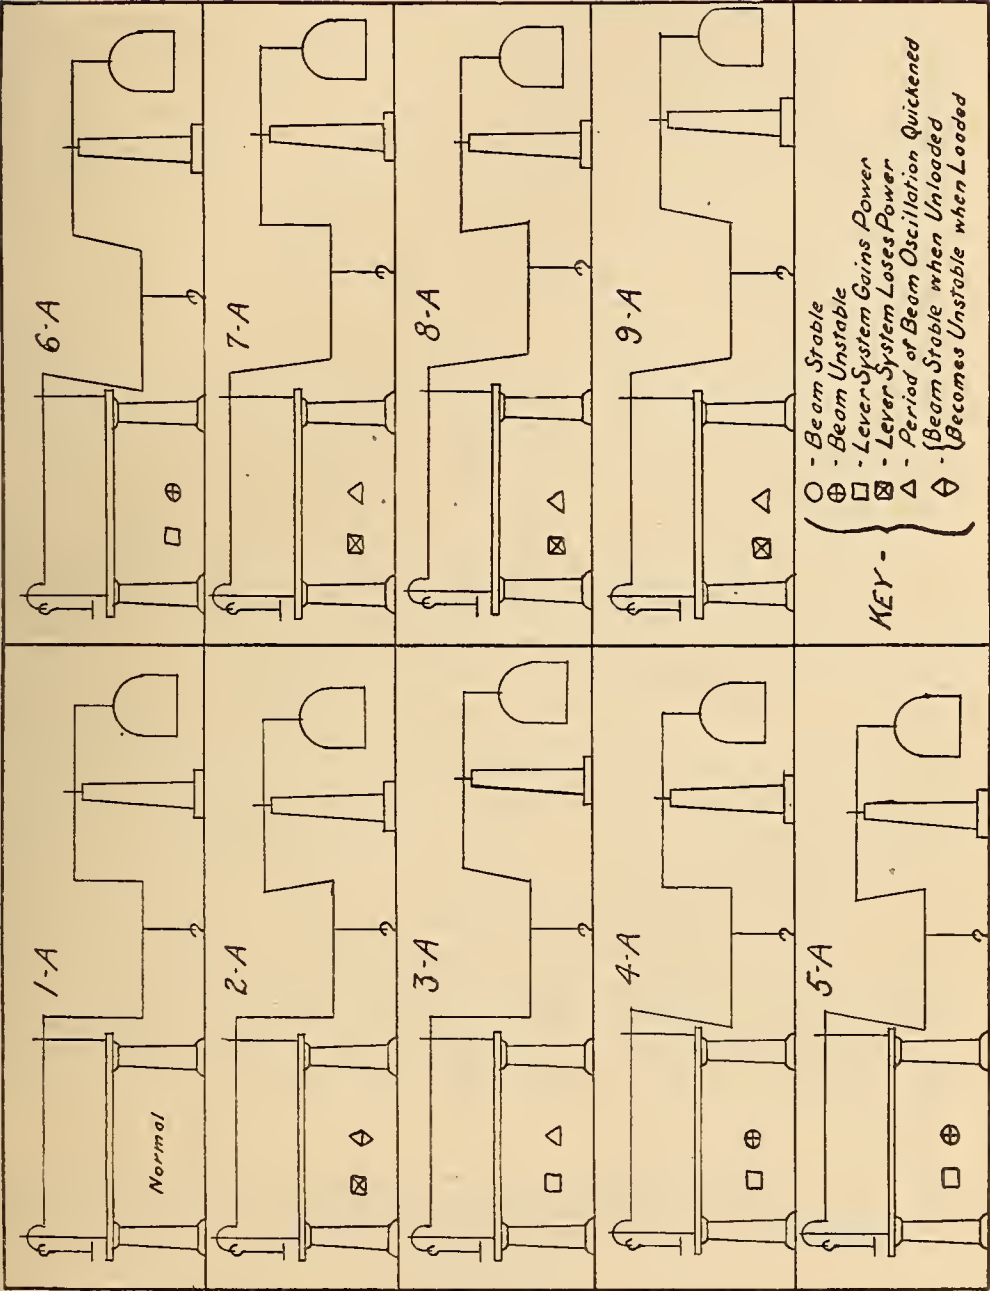 1-A
Normal
2-A
3-A
4-A
5-A
6-A
7-A
8-A
9-A
KEY -
○ - Beam Stable
⊕ - Beam Unstable
□ - Lever System Gains Power
⊠ - Lever System Loses Power
△ - Period of Beam Oscillation Quickened
- {Beam Stable when Unloaded
{Becomes Unstable when Loaded